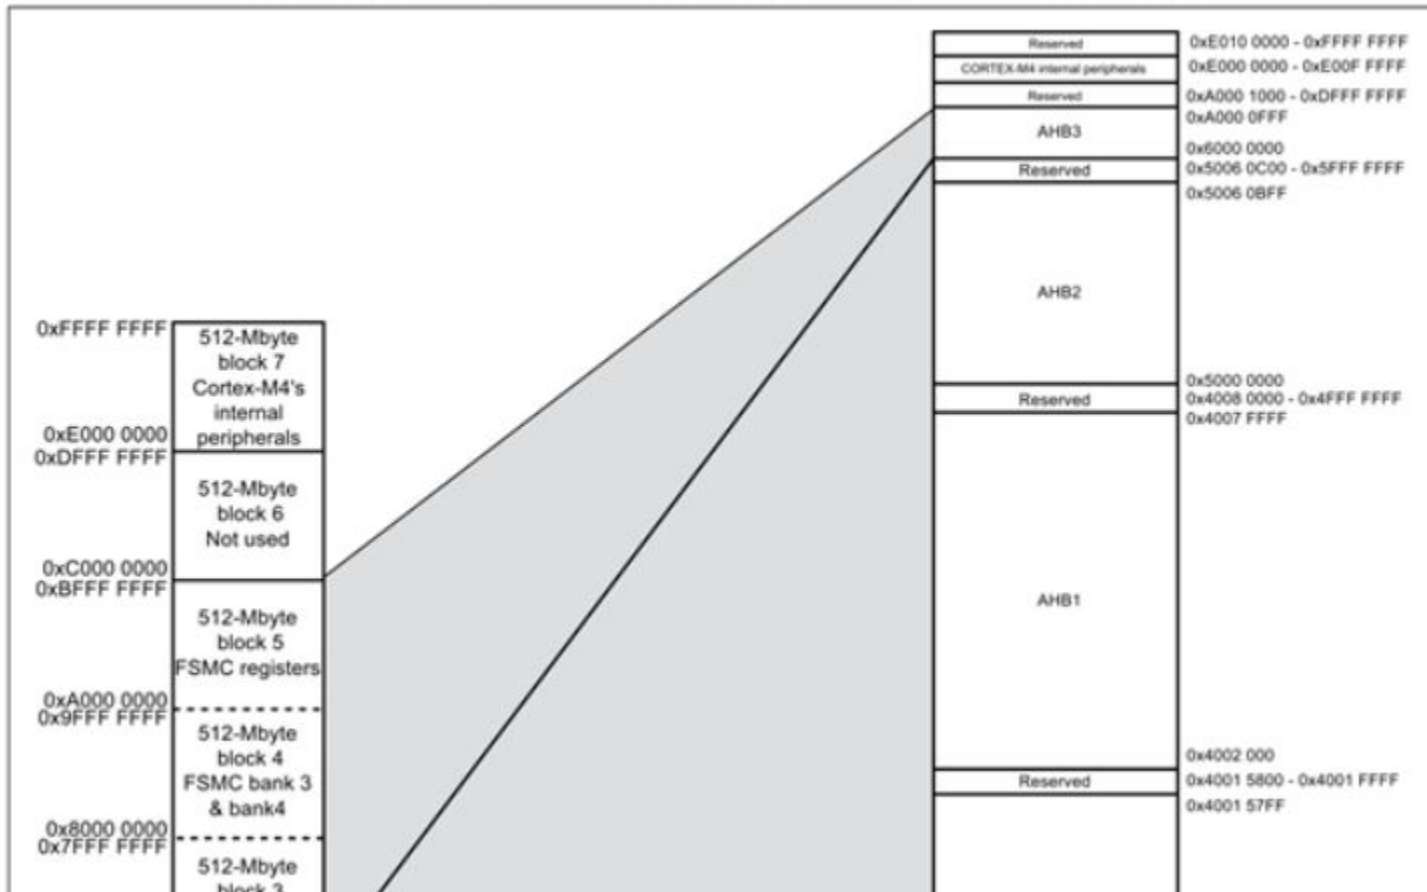 0xFFFF FFFF
512-Mbyte
block 7
Cortex-M4's
internal
peripherals
0xE000 0000
0xDFFF FFFF
512-Mbyte
block 6
Not used
0xC000 0000
0xBFFF FFFF
512-Mbyte
block 5
FSMC registers
0xA000 0000
0x9FFF FFFF
512-Mbyte
block 4
FSMC bank 3
& bank4
0x8000 0000
0x7FFF FFFF
512-Mbyte
block 3
Reserved 0xE010 0000 - 0xFFFF FFFF
CORTEX-M4 internal peripherals 0xE000 0000 - 0xE00F FFFF
Reserved 0xA000 1000 - 0xDFFF FFFF
0xA000 0FFF
AHB3
0x6000 0000
Reserved 0x5006 0C00 - 0x5FFF FFFF
0x5006 0BFF
AHB2
0x5000 0000
Reserved 0x4008 0000 - 0x4FFF FFFF
0x4007 FFFF
AHB1
0x4002 000
Reserved 0x4001 5800 - 0x4001 FFFF
0x4001 57FF